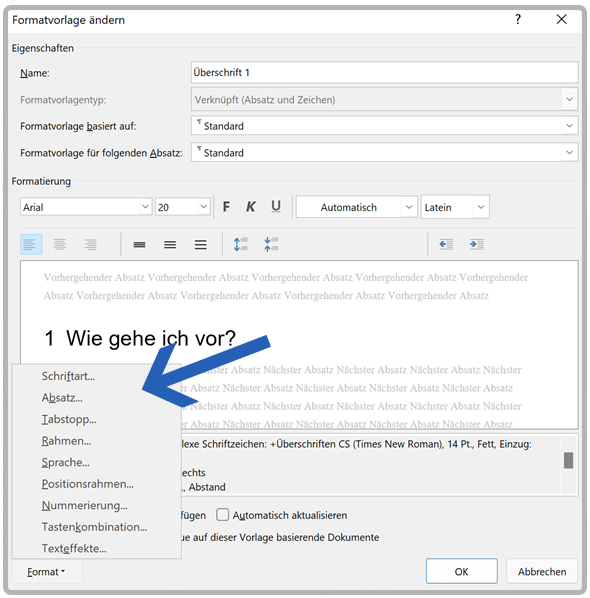 Formatvorlage ändern ?
Eigenschaften
Name: Überschrift 1
Formatvorlagentyp: Verknüpft (Absatz und Zeichen)
Formatvorlage basiert auf: ¶ Standard
Formatvorlage für folgenden Absatz: ¶ Standard
Formatierung
Arial 20 F K U Automatisch Latein
Vorhergehender Absatz Vorhergehender Absatz Vorhergehender Absatz Vorhergehender Absatz Vorhergehender
Absatz Vorhergehender Absatz Vorhergehender Absatz Vorhergehender Absatz Vorhergehender Absatz
1 Wie gehe ich vor?
Absatz Nächster Absatz Nächster Absatz Nächster Absatz Nächster
Schriftart...
Absatz Nächster Absatz Nächster Absatz Nächster Absatz Nächster
Absatz...
Absatz Nächster Absatz Nächster Absatz Nächster Absatz Nächster
Tabstopp...
Absatz Nächster Absatz Nächster Absatz Nächster Absatz Nächster
Rahmen...
lexe Schriftzeichen: +Überschriften CS (Times New Roman), 14 Pt., Fett, Einzug:
Sprache...
echts
Positionsrahmen...
., Abstand
Nummerierung...
fügen Automatisch aktualisieren
Tastenkombination...
ue auf dieser Vorlage basierende Dokumente
Texteffekte...
Format OK Abbrechen